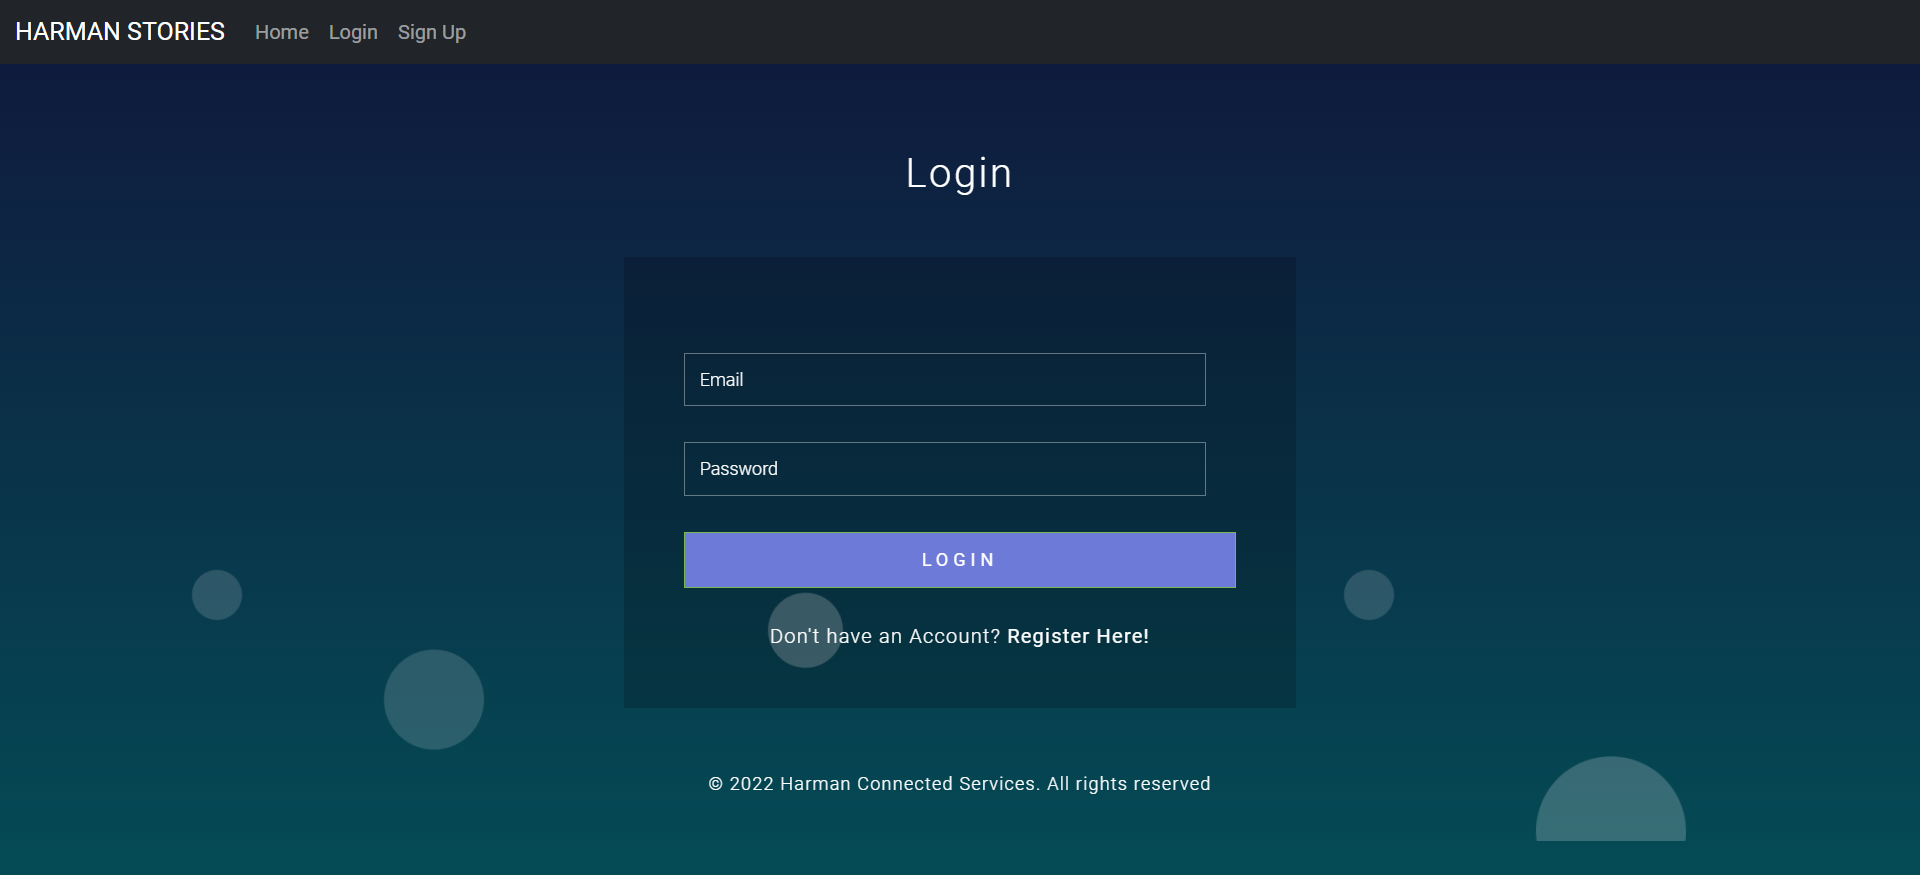 HARMAN STORIES Home Login Sign Up
Login
Email
Password
LOGIN
Don't have an Account? Register Here!
© 2022 Harman Connected Services. All rights reserved